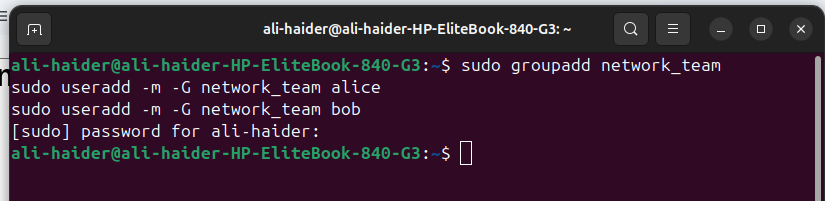 ali-haider@ali-haider-HP-EliteBook-840-G3: ~
ali-haider@ali-haider-HP-EliteBook-840-G3:~$ sudo groupadd network_team
sudo useradd -m -G network_team alice
sudo useradd -m -G network_team bob
[sudo] password for ali-haider:
ali-haider@ali-haider-HP-EliteBook-840-G3:~$